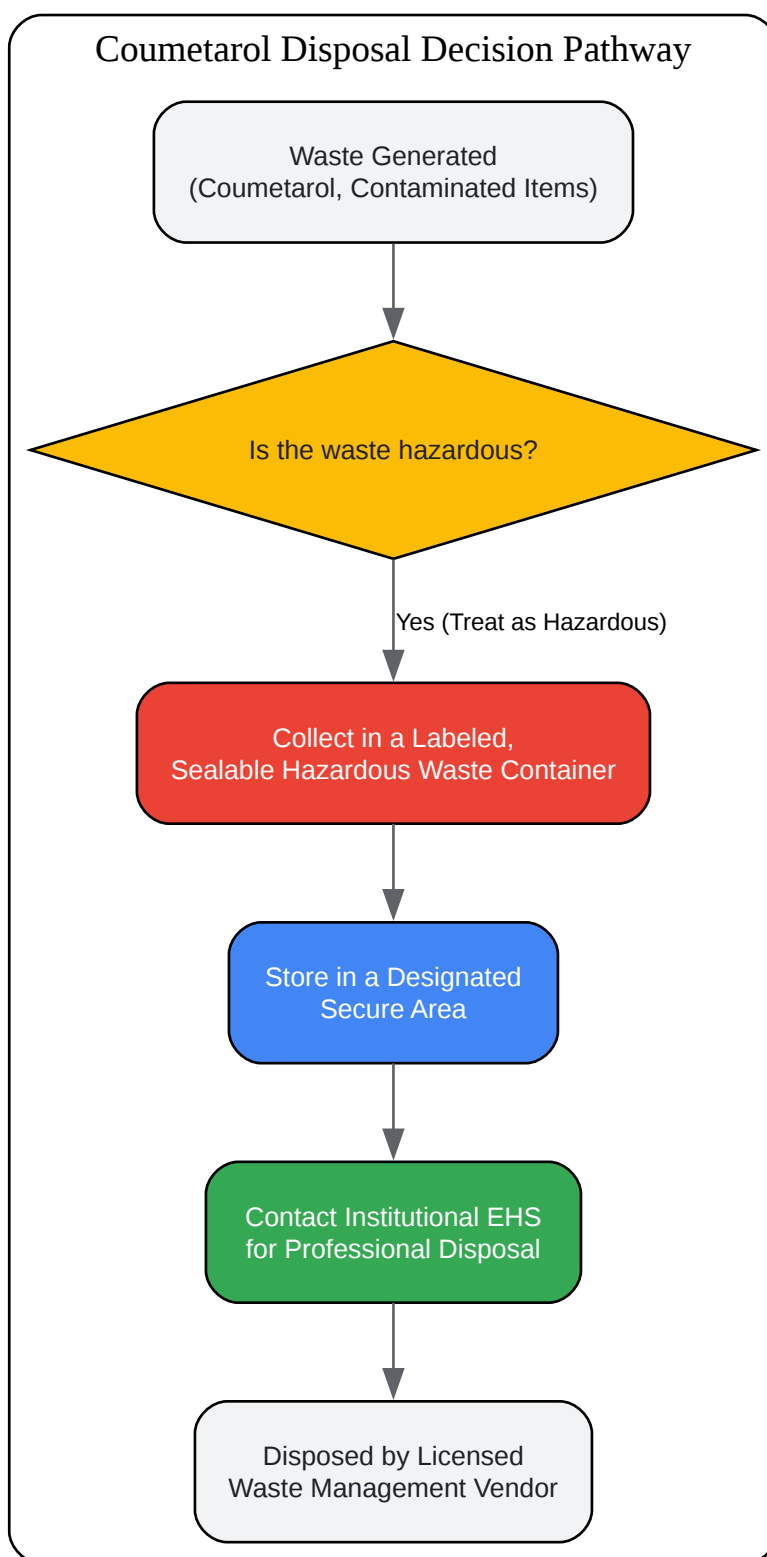 Coumetarol Disposal Decision Pathway
Waste Generated
(Coumetarol, Contaminated Items)
Is the waste hazardous?
Yes (Treat as Hazardous)
Collect in a Labeled,
Sealable Hazardous Waste Container
Store in a Designated
Secure Area
Contact Institutional EHS
for Professional Disposal
Disposed by Licensed
Waste Management Vendor